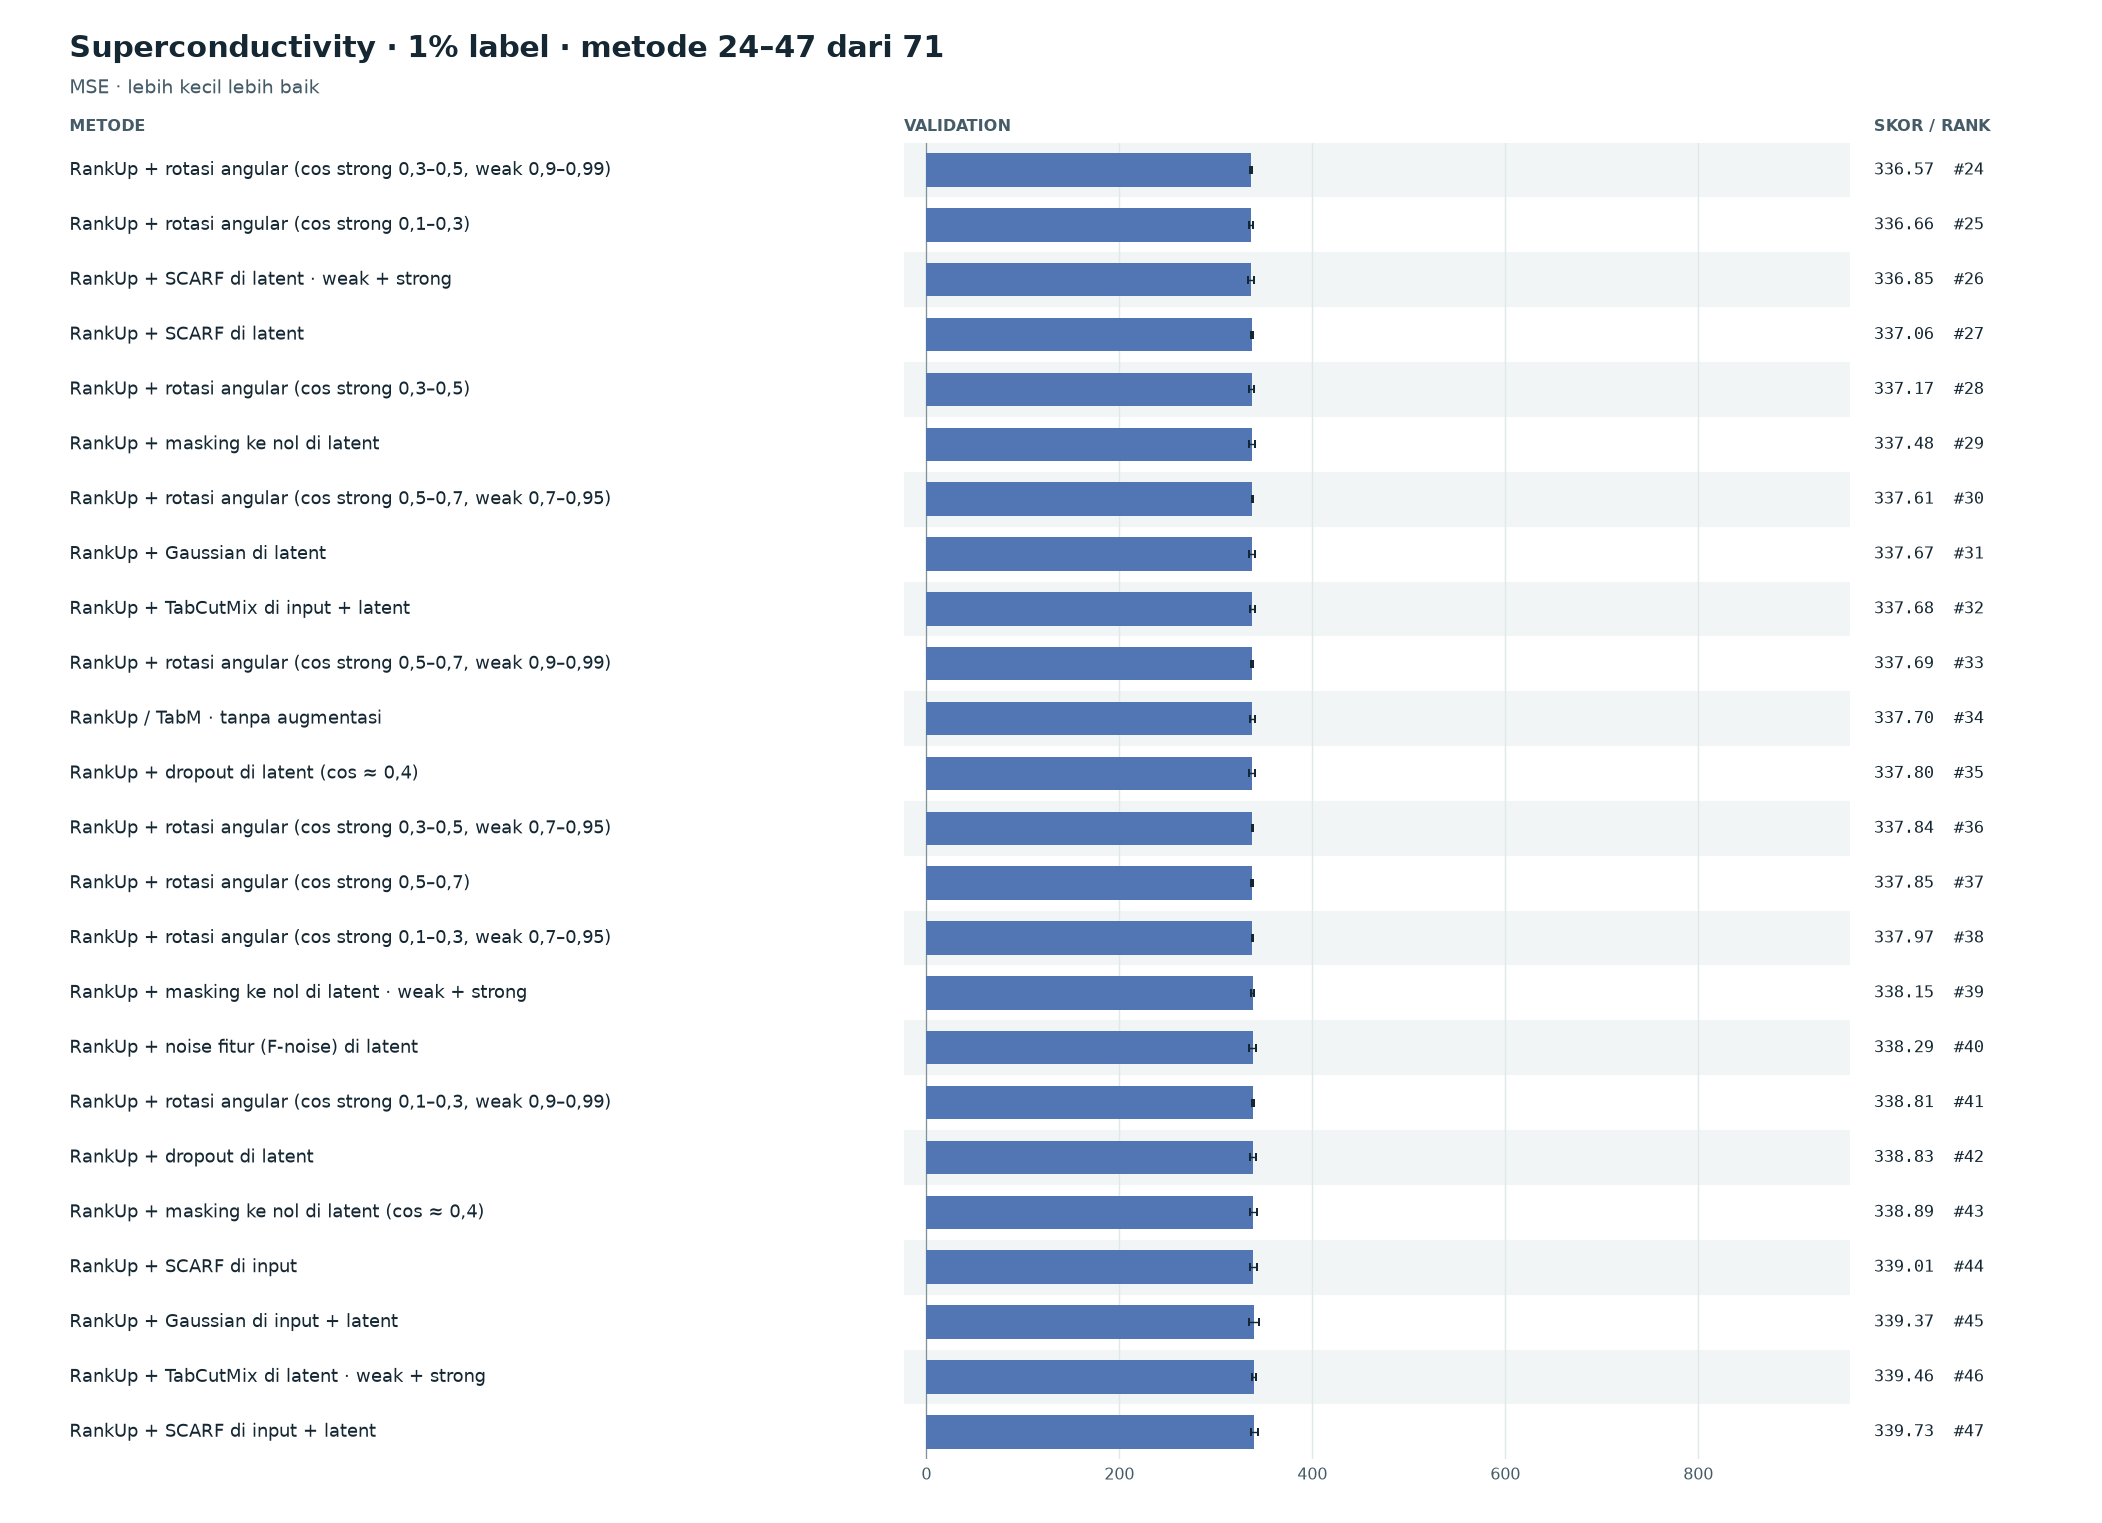 Superconductivity · 1% label · metode 24–47 dari 71
MSE · lebih kecil lebih baik
METODE VALIDATION SKOR / RANK
RankUp + rotasi angular (cos strong 0,3–0,5, weak 0,9–0,99) 336.57 #24
RankUp + rotasi angular (cos strong 0,1–0,3) 336.66 #25
RankUp + SCARF di latent · weak + strong 336.85 #26
RankUp + SCARF di latent 337.06 #27
RankUp + rotasi angular (cos strong 0,3–0,5) 337.17 #28
RankUp + masking ke nol di latent 337.48 #29
RankUp + rotasi angular (cos strong 0,5–0,7, weak 0,7–0,95) 337.61 #30
RankUp + Gaussian di latent 337.67 #31
RankUp + TabCutMix di input + latent 337.68 #32
RankUp + rotasi angular (cos strong 0,5–0,7, weak 0,9–0,99) 337.69 #33
RankUp / TabM · tanpa augmentasi 337.70 #34
RankUp + dropout di latent (cos ≈ 0,4) 337.80 #35
RankUp + rotasi angular (cos strong 0,3–0,5, weak 0,7–0,95) 337.84 #36
RankUp + rotasi angular (cos strong 0,5–0,7) 337.85 #37
RankUp + rotasi angular (cos strong 0,1–0,3, weak 0,7–0,95) 337.97 #38
RankUp + masking ke nol di latent · weak + strong 338.15 #39
RankUp + noise fitur (F-noise) di latent 338.29 #40
RankUp + rotasi angular (cos strong 0,1–0,3, weak 0,9–0,99) 338.81 #41
RankUp + dropout di latent 338.83 #42
RankUp + masking ke nol di latent (cos ≈ 0,4) 338.89 #43
RankUp + SCARF di input 339.01 #44
RankUp + Gaussian di input + latent 339.37 #45
RankUp + TabCutMix di latent · weak + strong 339.46 #46
RankUp + SCARF di input + latent 339.73 #47
0 200 400 600 800